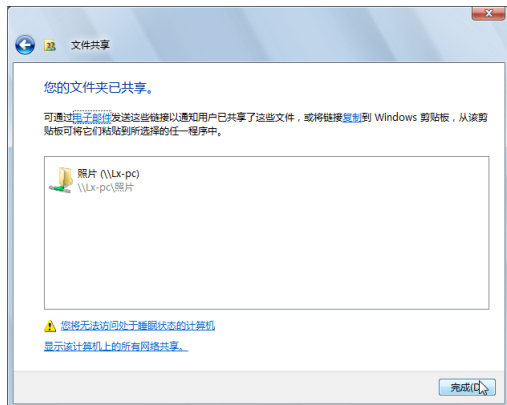 文件共享
您的文件夹已共享。
可通过电子邮件发送这些链接以通知用户已共享了这些文件，或将链接复制到 Windows 剪贴板，从该剪
贴板可将它们粘贴到所选择的任一程序中。
照片 (\\Lx-pc)
\\Lx-pc\照片
您将无法访问处于睡眠状态的计算机
显示该计算机上的所有网络共享。
完成(D